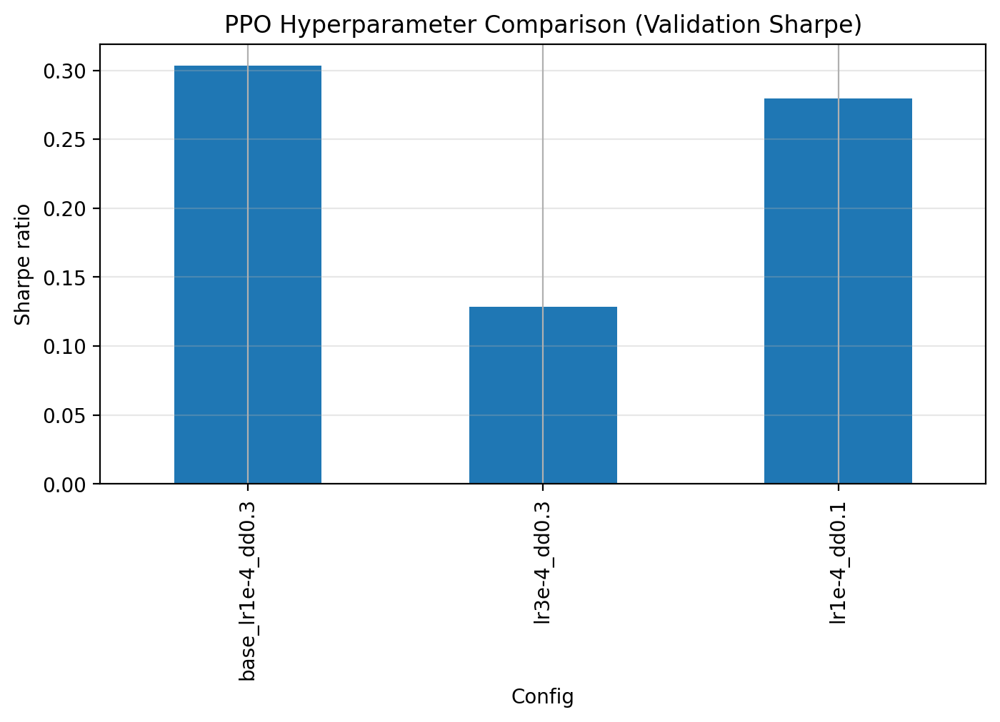 PPO Hyperparameter Comparison (Validation Sharpe)
Sharpe ratio
0.30
0.25
0.20
0.15
0.10
0.05
0.00
base_lr1e-4_dd0.3
lr3e-4_dd0.3
lr1e-4_dd0.1
Config